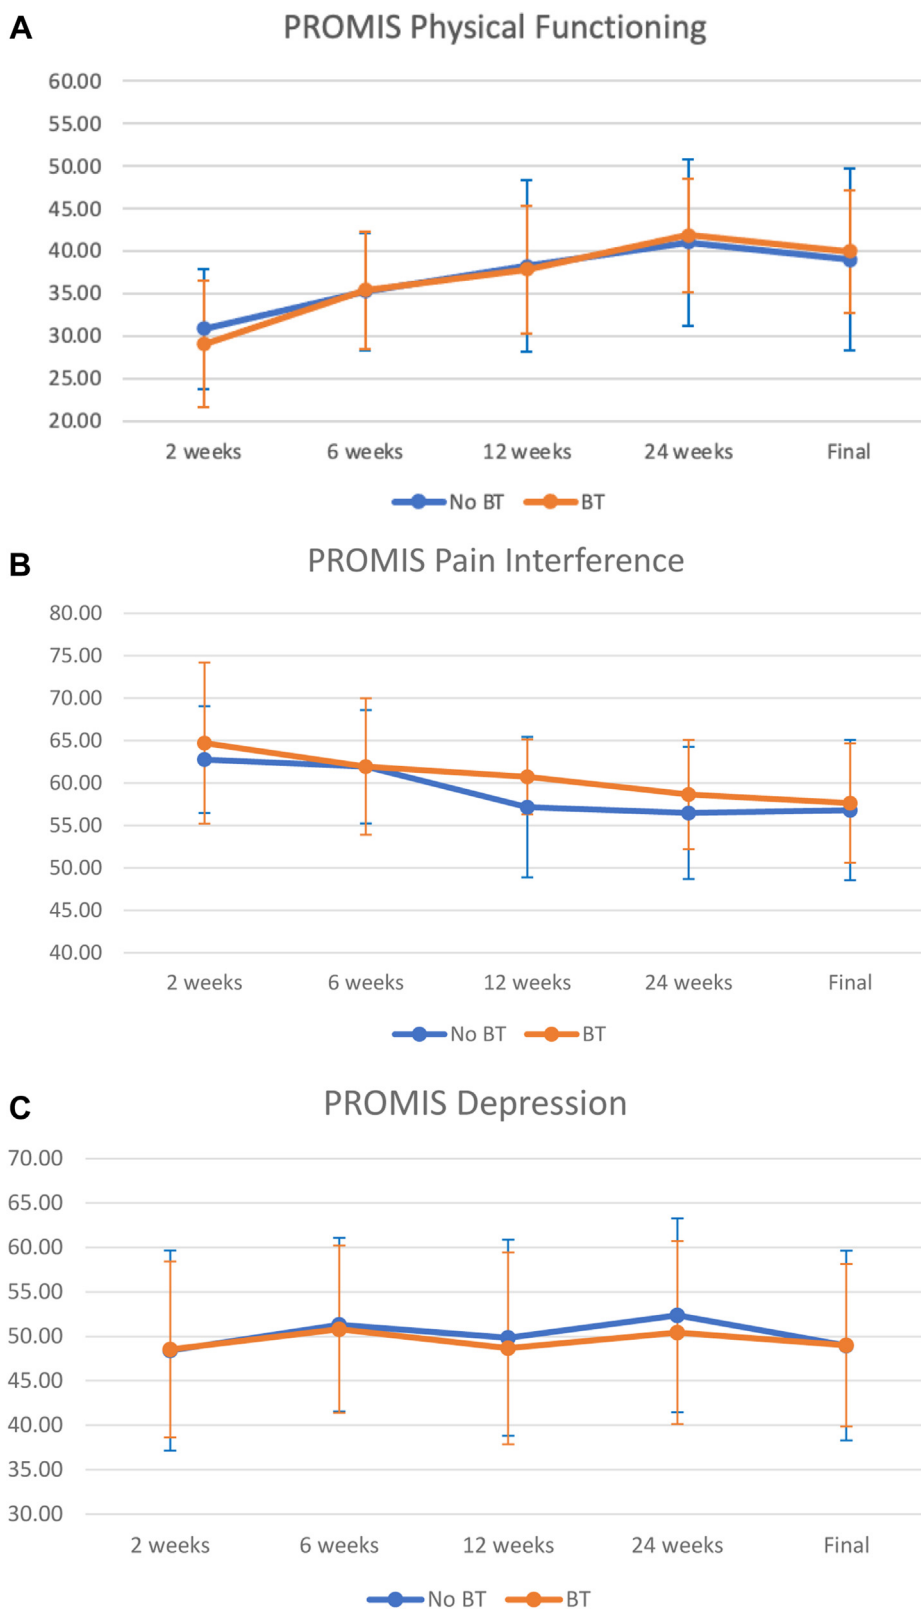 A
PROMIS Physical Functioning
60.00
55.00
50.00
45.00
40.00
35.00
30.00
25.00
20.00
2 weeks 6 weeks 12 weeks 24 weeks Final
No BT BT
B
PROMIS Pain Interference
80.00
75.00
70.00
65.00
60.00
55.00
50.00
45.00
40.00
2 weeks 6 weeks 12 weeks 24 weeks Final
No BT BT
C
PROMIS Depression
70.00
65.00
60.00
55.00
50.00
45.00
40.00
35.00
30.00
2 weeks 6 weeks 12 weeks 24 weeks Final
No BT BT